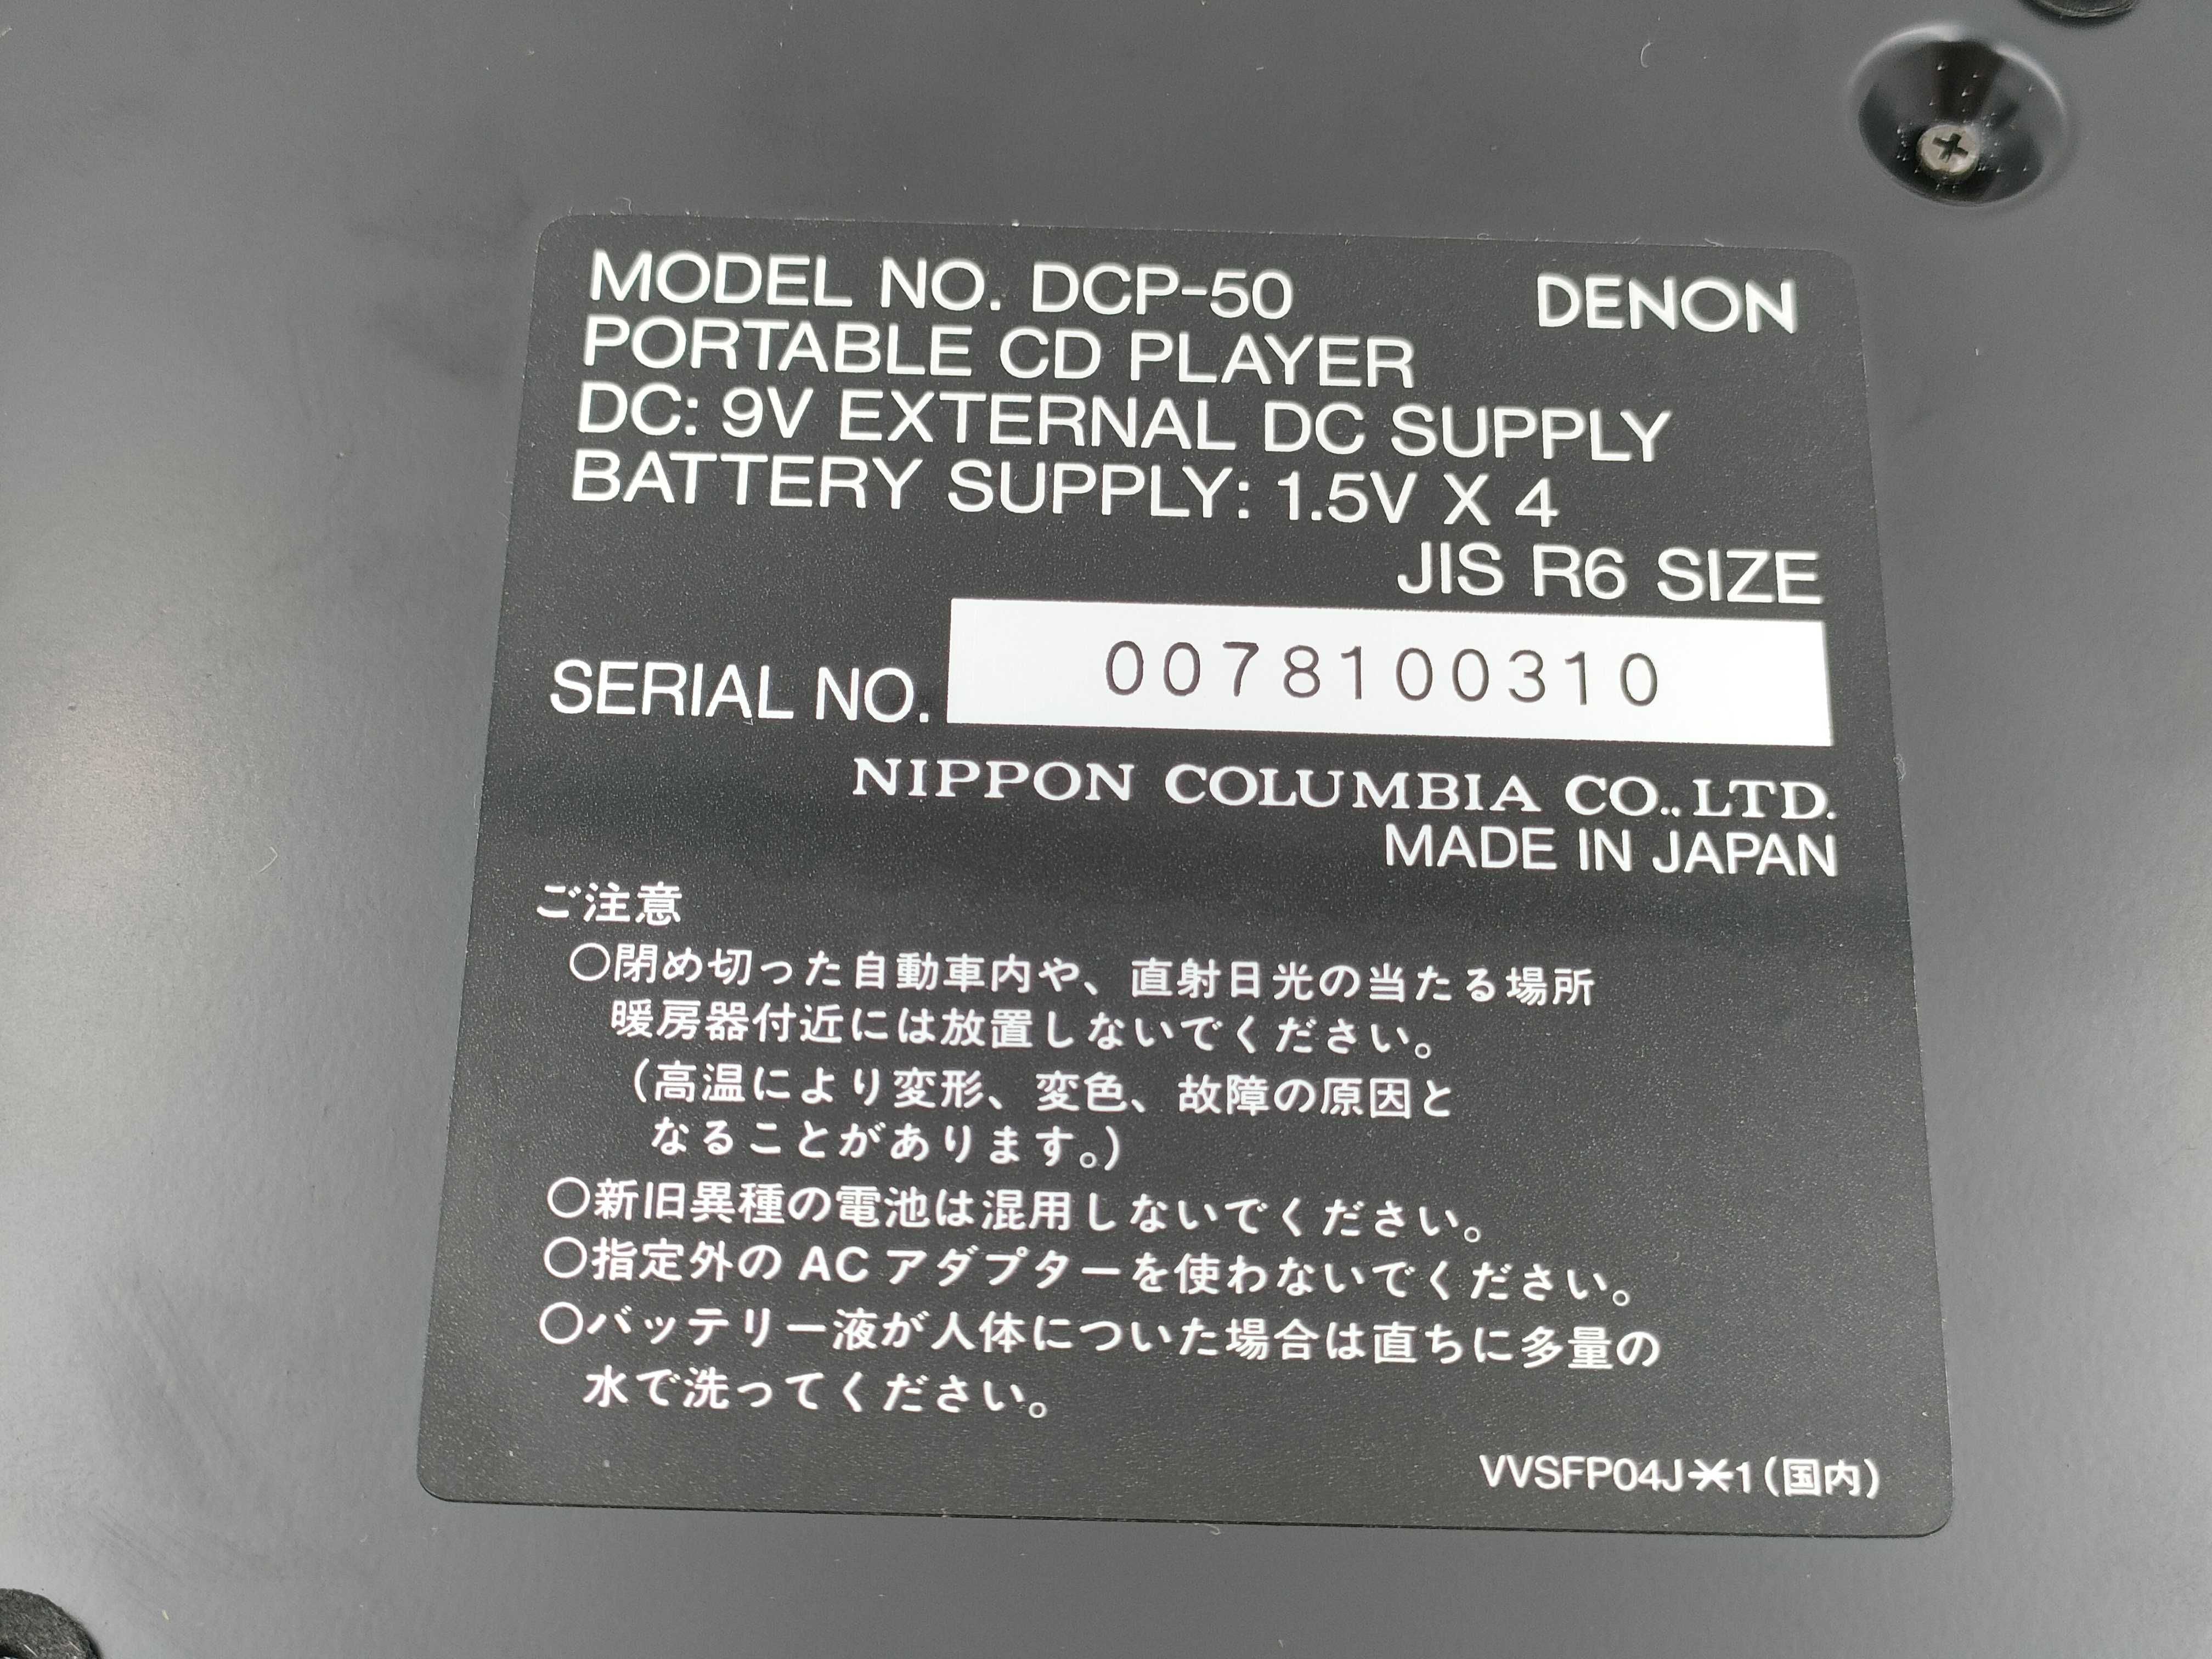 MODEL NO. DCP-50 DENON
PORTABLE CD PLAYER
DC: 9V EXTERNAL DC SUPPLY
BATTERY SUPPLY: 1.5V X 4
JIS R6 SIZE
SERIAL NO. 0078100310
NIPPON COLUMBIA CO., LTD.
MADE IN JAPAN
ご注意
○閉め切った自動車内や、直射日光の当たる場所
暖房器付近には放置しないでください。
(高温により変形、変色、故障の原因と
なることがあります。)
○新旧異種の電池は混用しないでください。
○指定外の AC アダプターを使わないでください。
○バッテリー液が人体についた場合は直ちに多量の
水で洗ってください。
VVSFP04J-X-1(国内)